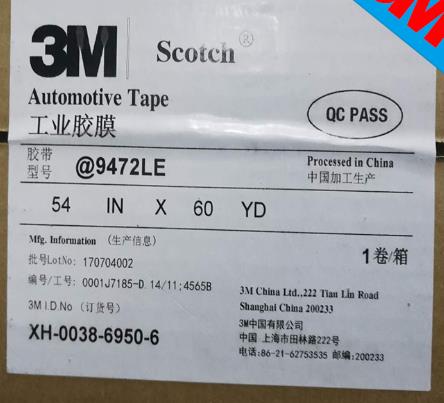 3M
3M Scotch®
Automotive Tape
工业胶膜
QC PASS
胶带
型号 @9472LE
Processed in China
中国加工生产
54 IN X 60 YD
Mfg. Information (生产信息)
1卷/箱
批号LotNo: 170704002
编号/工号: 0001J7185-D.14/11;4565B
3M I.D.No (订货号)
XH-0038-6950-6
3M China Ltd.,222 Tian Lin Road
Shanghai China 200233
3M中国有限公司
中国 上海市田林路222号
电话:86-21-62753535 邮编:200233